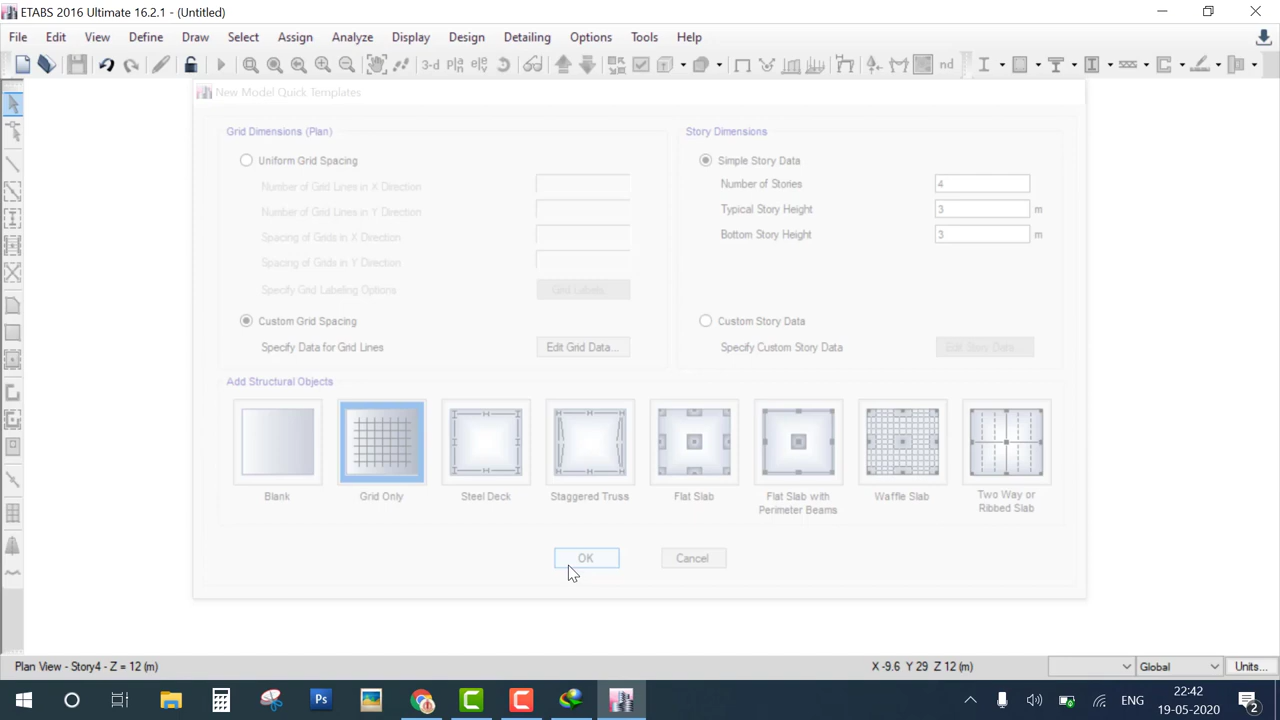 ETABS 2016 Ultimate 16.2.1 - (Untitled)
File Edit View Define Draw Select Assign Analyze Display Design Detailing Options Tools Help
3-d nd
New Model Quick Templates
Grid Dimensions (Plan)
Uniform Grid Spacing
Number of Grid Lines in X Direction
Number of Grid Lines in Y Direction
Spacing of Grids in X Direction
Spacing of Grids in Y Direction
Specify Grid Labeling Options Grid Labels...
Custom Grid Spacing
Specify Data for Grid Lines Edit Grid Data...
Story Dimensions
Simple Story Data
Number of Stories 4
Typical Story Height 3 m
Bottom Story Height 3 m
Custom Story Data
Specify Custom Story Data Edit Story Data...
Add Structural Objects
Blank
Grid Only
Steel Deck
Staggered Truss
Flat Slab
Flat Slab with
Perimeter Beams
Waffle Slab
Two Way or
Ribbed Slab
OK Cancel
Plan View - Story4 - Z = 12 (m) X -9.6 Y 29 Z 12 (m) Global Units...
Ps C C ENG
22:42
19-05-2020
2